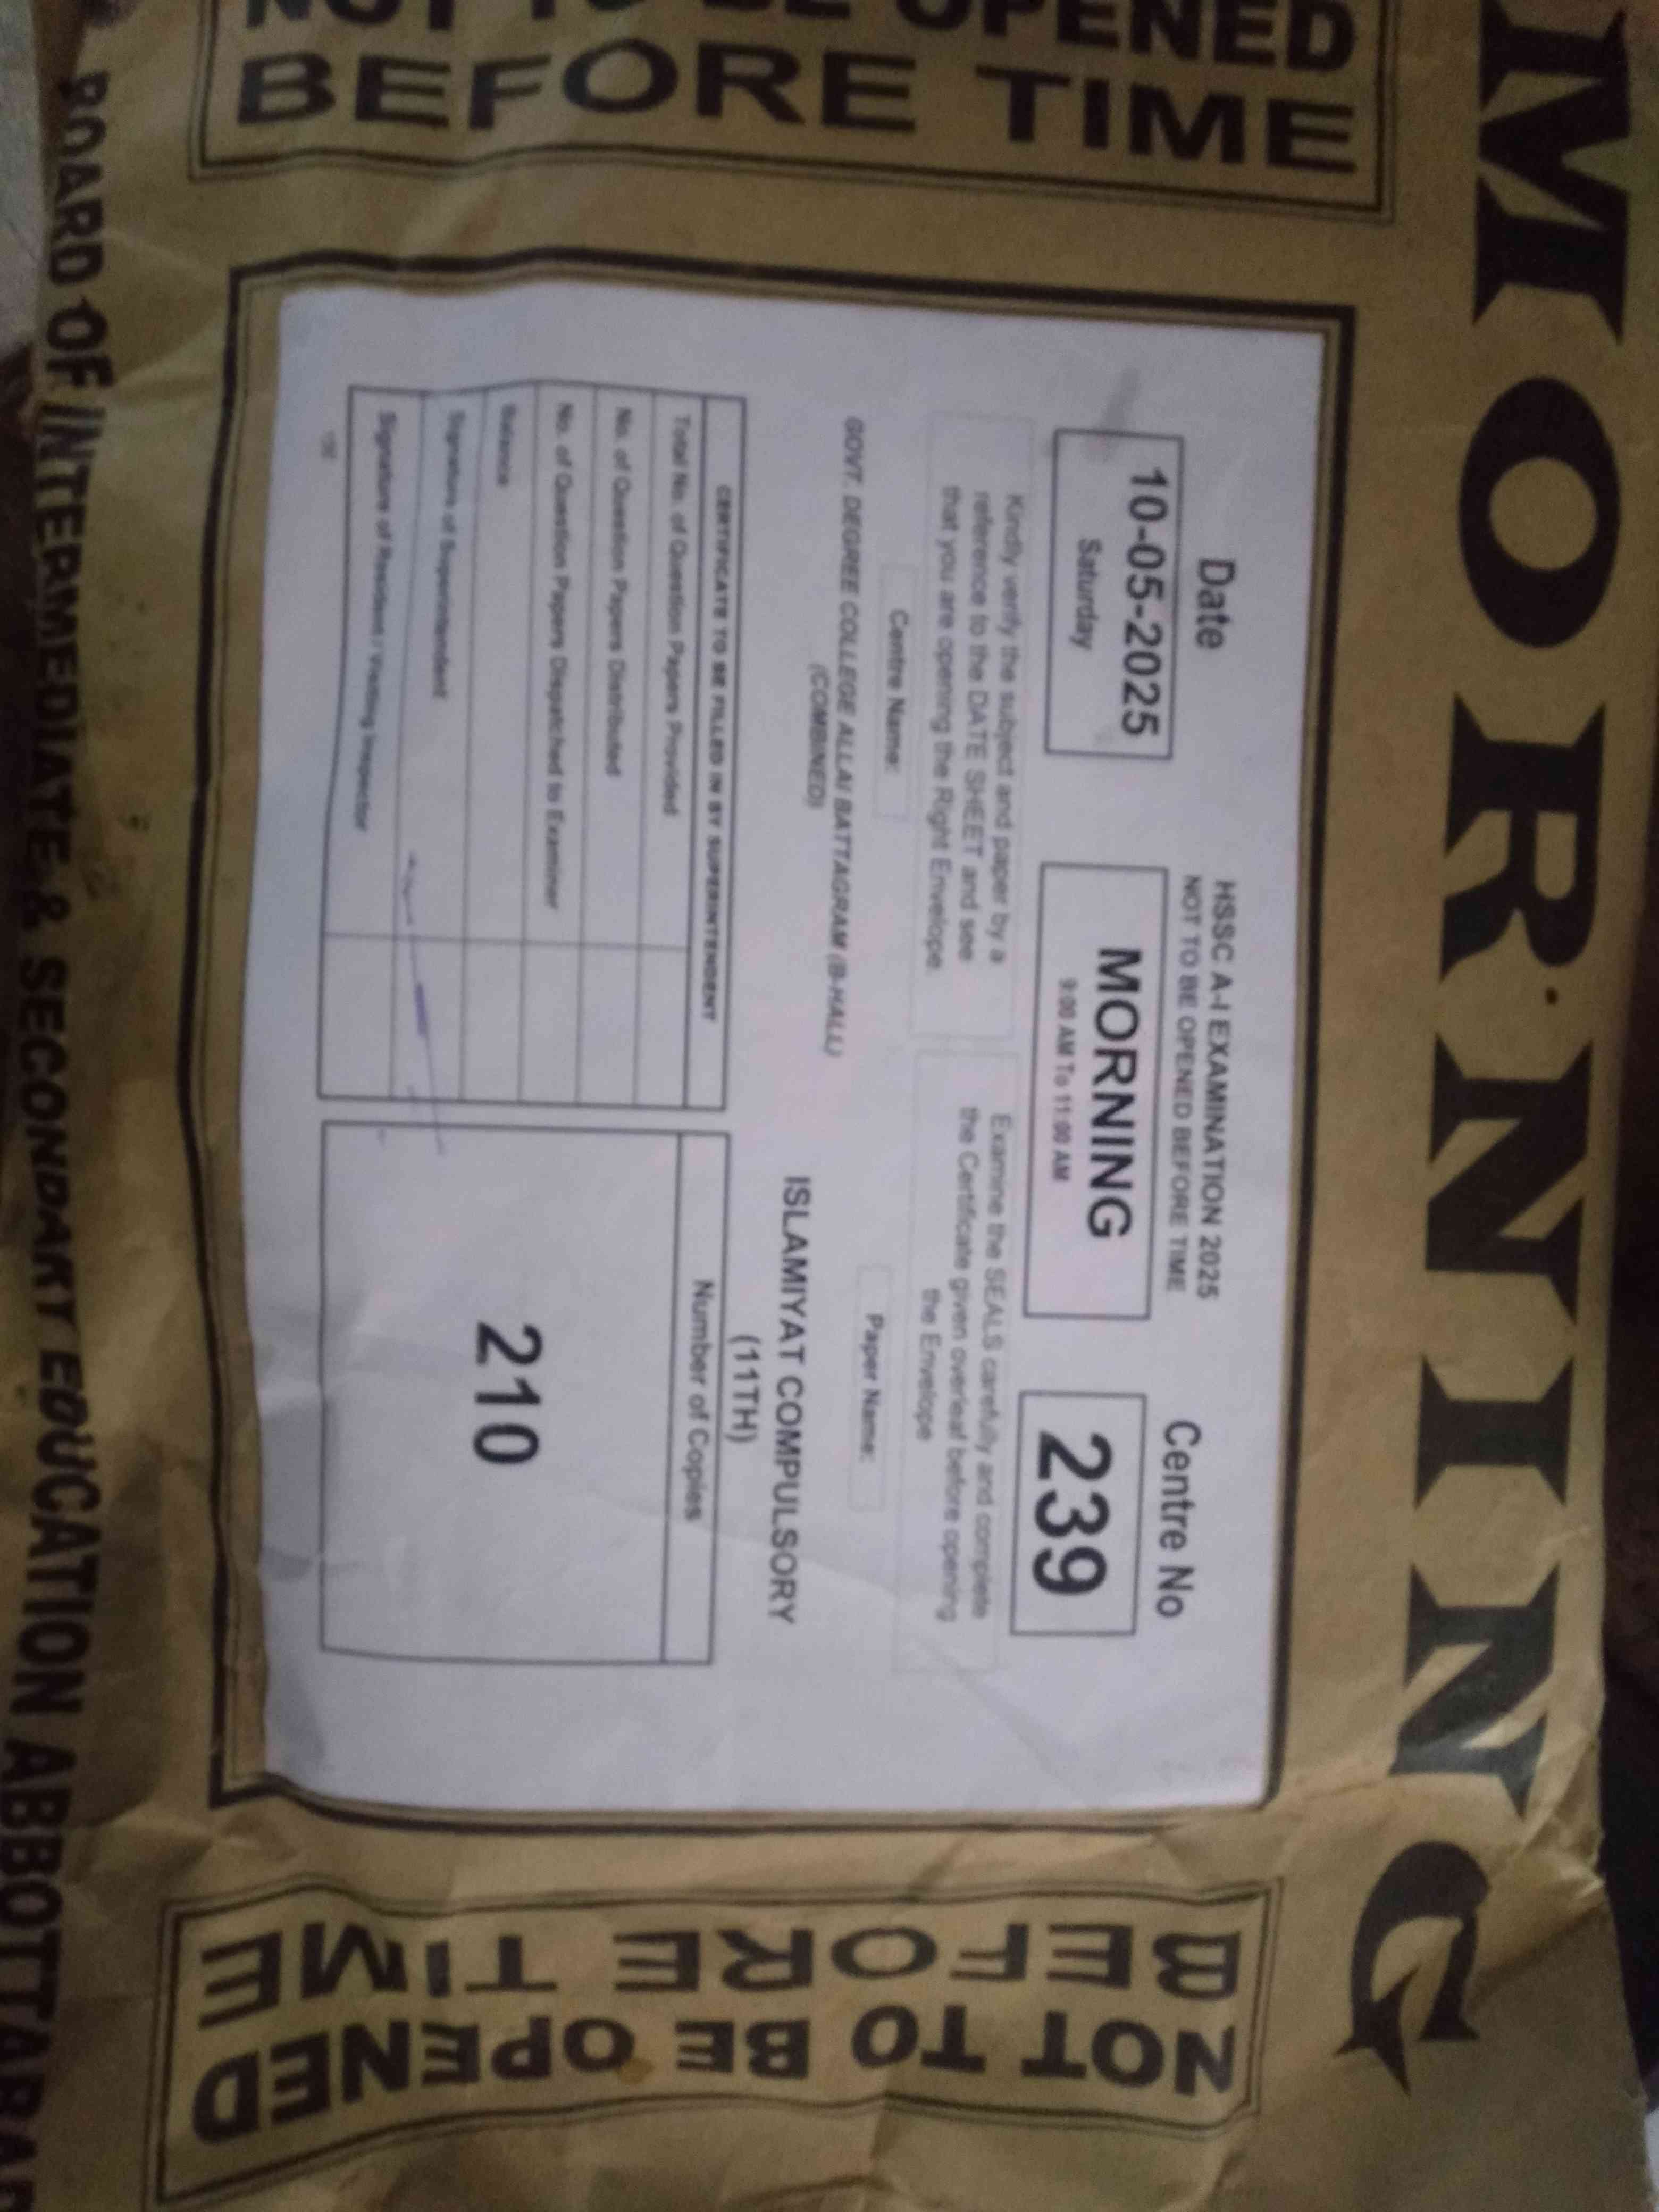 MORNING
NOT TO BE OPENED
BEFORE TIME
Date
10-05-2025
Saturday
HSSC A-I EXAMINATION 2025
NOT TO BE OPENED BEFORE TIME
MORNING
9:00 AM To 11:00 AM
Centre No
239
Kindly verify the subject and paper by a
reference to the DATE SHEET and see
that you are opening the Right Envelope.
Examine the SEALS carefully and complete
the Certificate given overleaf before opening
the Envelope
Centre Name:
GOVT. DEGREE COLLEGE ALLAI BATTAGRAM (B-HALL)
(COMBINED)
Paper Name:
ISLAMIYAT COMPULSORY
(11TH)
CERTIFICATE TO BE FILLED IN BY SUPERINTENDENT
Total No. of Question Papers Provided
No. of Question Papers Distributed
No. of Question Papers Dispatched to Examiner
Balance
Signature of Superintendent
Signature of Resident / Visiting Inspector
Number of Copies
210
NOT TO BE OPENED
BEFORE TIME
BOARD OF INTERMEDIATE & SECONDARY EDUCATION ABBOTTABAD